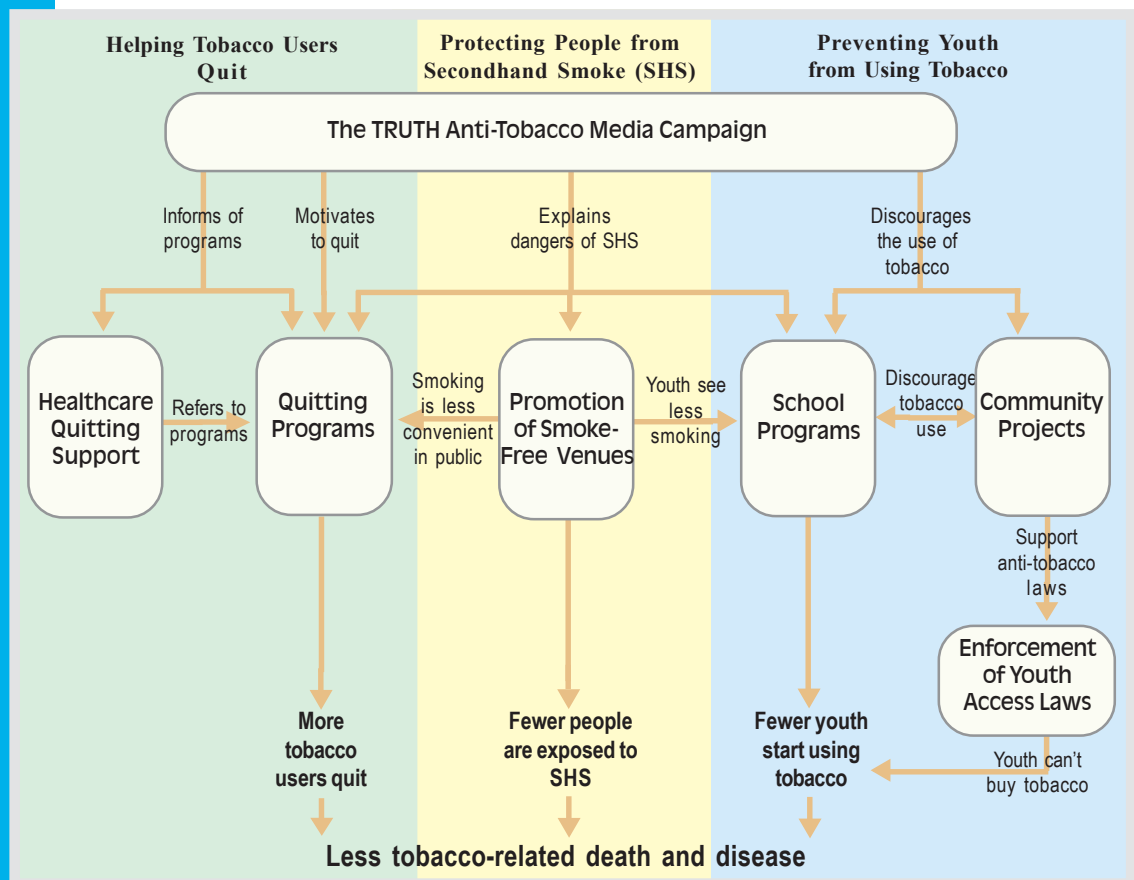 Helping Tobacco Users
Quit
Protecting People from
Secondhand Smoke (SHS)
Preventing Youth
from Using Tobacco
The TRUTH Anti-Tobacco Media Campaign
Informs of
programs
Motivates
to quit
Explains
dangers of SHS
Discourages
the use of
tobacco
Healthcare
Quitting
Support
Refers to
programs
Quitting
Programs
Smoking
is less
convenient
in public
Promotion
of Smoke-
Free Venues
Youth see
less
smoking
School
Programs
Discourage
tobacco
use
Community
Projects
Support
anti-tobacco
laws
Enforcement
of Youth
Access Laws
More
tobacco
users quit
Fewer people
are exposed to
SHS
Fewer youth
start using
tobacco
Youth can't
buy tobacco
Less tobacco-related death and disease